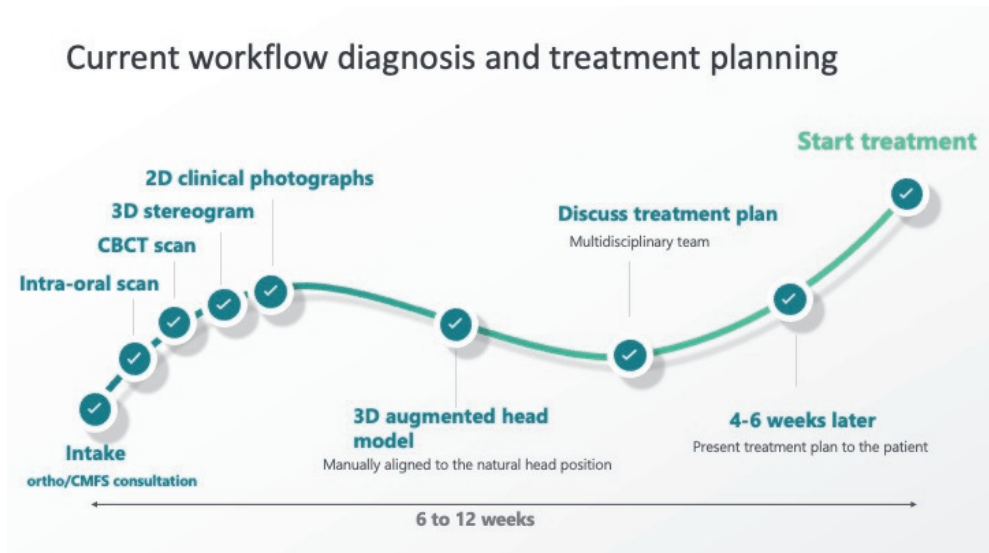 Current workflow diagnosis and treatment planning
Start treatment
2D clinical photographs
3D stereogram
CBCT scan
Intra-oral scan
Discuss treatment plan
Multidisciplinary team
Intake
ortho/CMFS consultation
3D augmented head
model
Manually aligned to the natural head position
4-6 weeks later
Present treatment plan to the patient
6 to 12 weeks